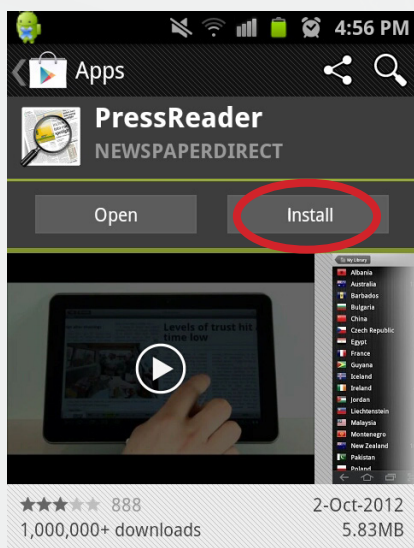 4:56 PM
Apps
PressReader
NEWSPAPERDIRECT
Open
Install
Levels of trust hit
time low
My Library
Albania
Australia
Barbados
Bulgaria
China
Czech Republic
Egypt
France
Guyana
Iceland
Ireland
Jordan
Liechtenstein
Malaysia
Montenegro
New Zealand
Pakistan
Poland
888
2-Oct-2012
1,000,000+ downloads
5.83MB